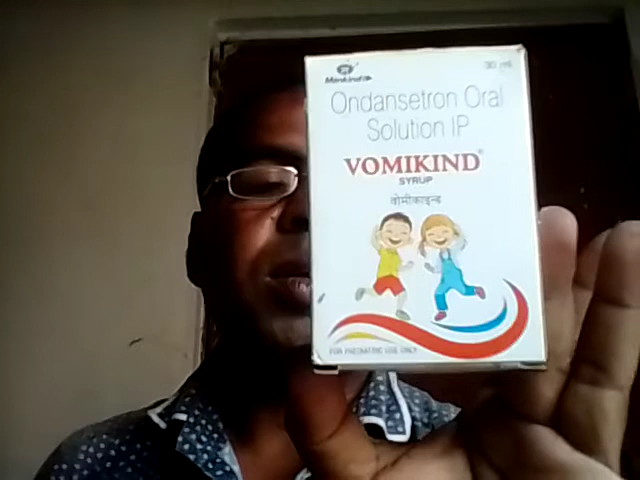 Mankind
30 ml
Ondansetron Oral
Solution IP
VOMIKIND®
SYRUP
वोमीकाइन्ड
FOR PAEDIATRIC USE ONLY